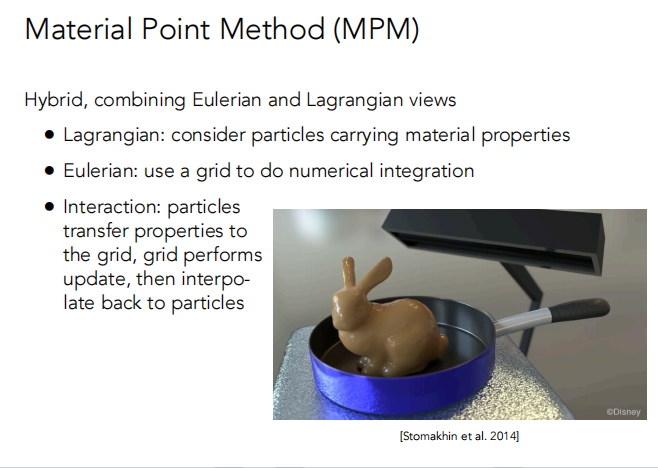 Material Point Method (MPM)
Hybrid, combining Eulerian and Lagrangian views
● Lagrangian: consider particles carrying material properties
● Eulerian: use a grid to do numerical integration
● Interaction: particles
transfer properties to
the grid, grid performs
update, then interpo-
late back to particles
©Disney
[Stomakhin et al. 2014]